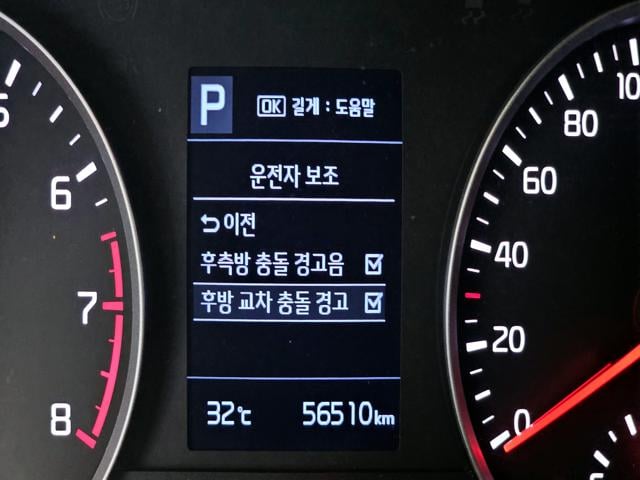 P
OK 길게 : 도움말
운전자 보조
이전
후측방 충돌 경고음
후방 교차 충돌 경고
32℃ 56510km
5
6
7
8
0
20
40
60
80
100